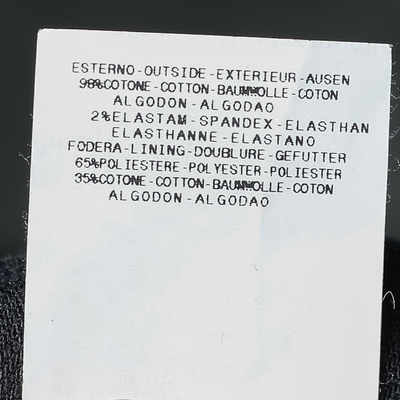 ESTERNO-OUTSIDE-EXTERIEUR-AUSEN
98%COTONE-COTTON-BAUMWOLLE-COTON
ALGODON-ALGODAO
2%ELASTAM-SPANDEX-ELASTHAN
ELASTHANNE-ELASTANO
FODERA-LINING-DOUBLURE-GEFUTTER
65%POLIESTERE-POLYESTER-POLIESTER
35%COTONE-COTTON-BAUMWOLLE-COTON
ALGODON-ALGODAO